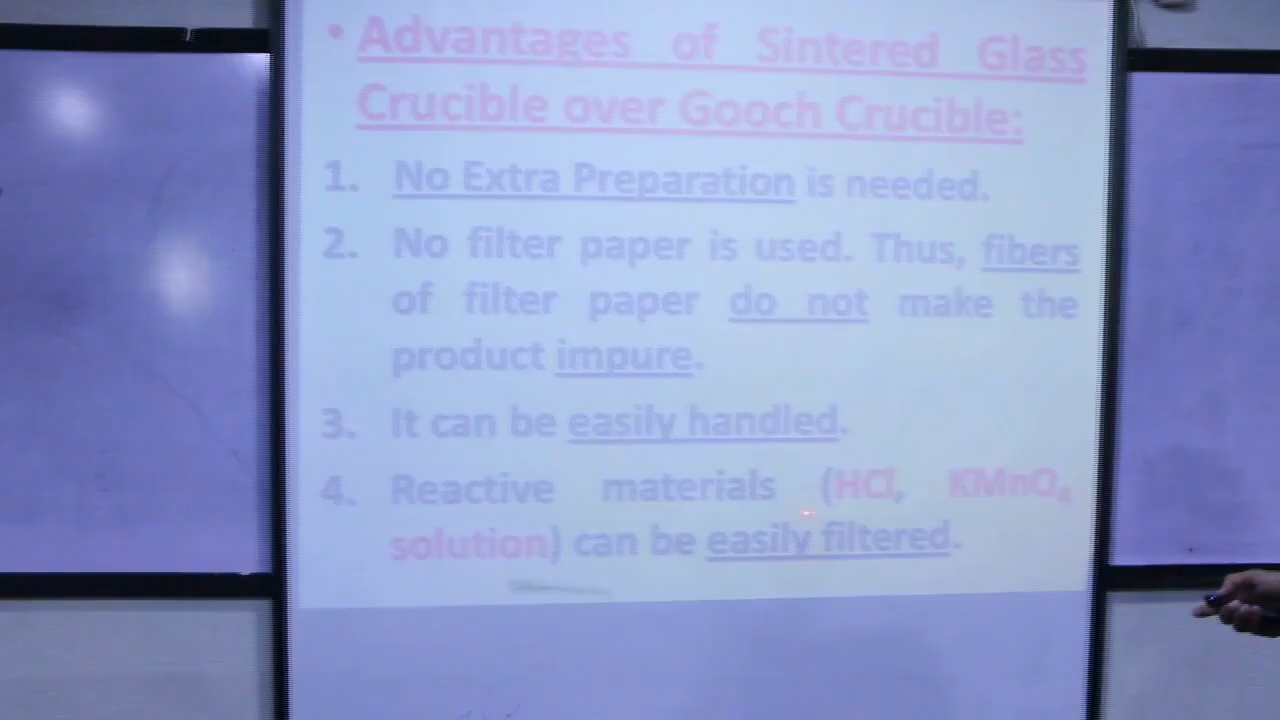 • Advantages of Sintered Glass
Crucible over Gooch Crucible:
1. No Extra Preparation is needed.
2. No filter paper is used. Thus, fibers
of filter paper do not make the
product impure.
3. It can be easily handled.
4. Reactive materials (HCl, KMnO₄
solution) can be easily filtered.